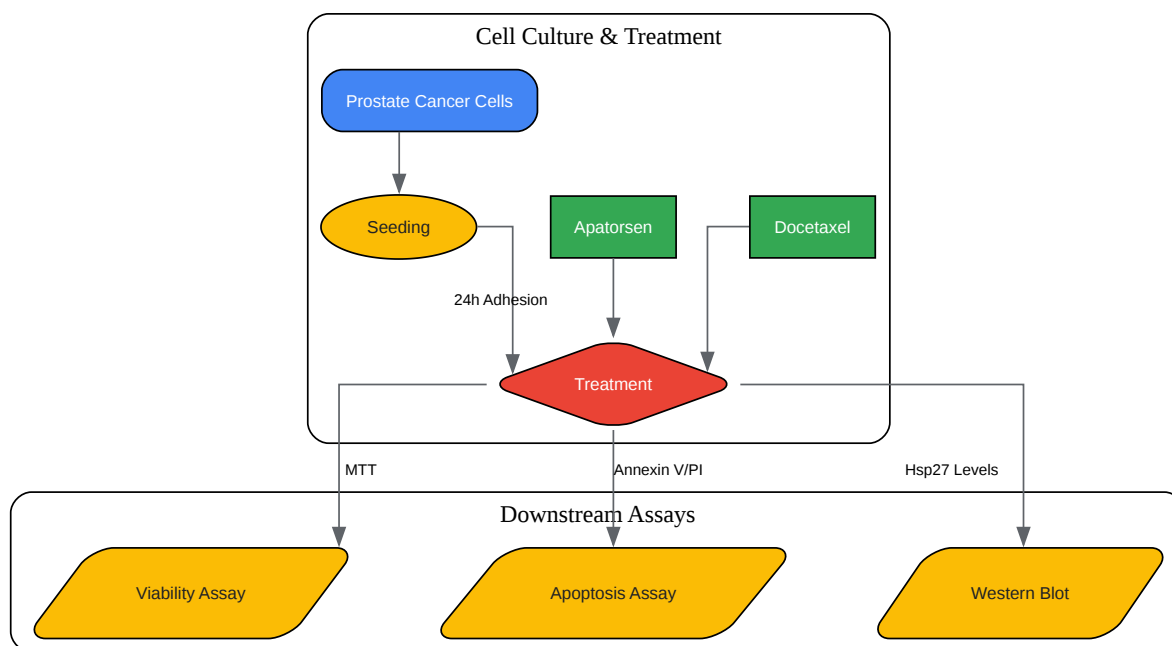 Cell Culture & Treatment
Prostate Cancer Cells
Seeding
Apatorsen
Docetaxel
24h Adhesion
Treatment
MTT
Annexin V/PI
Hsp27 Levels
Downstream Assays
Viability Assay
Apoptosis Assay
Western Blot